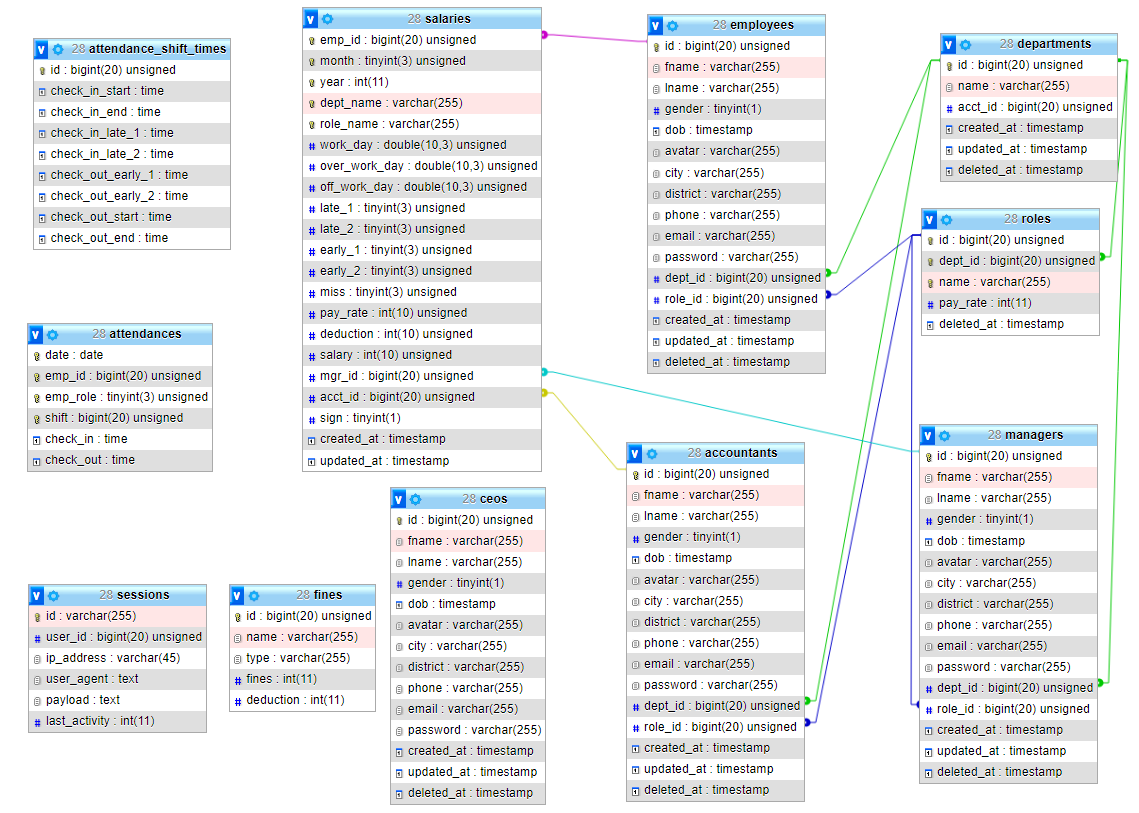 28 attendance_shift_times
id : bigint(20) unsigned
check_in_start : time
check_in_end : time
check_in_late_1 : time
check_in_late_2 : time
check_out_early_1 : time
check_out_early_2 : time
check_out_start : time
check_out_end : time
28 attendances
date : date
emp_id : bigint(20) unsigned
emp_role : tinyint(3) unsigned
shift : bigint(20) unsigned
check_in : time
check_out : time
28 sessions
id : varchar(255)
user_id : bigint(20) unsigned
ip_address : varchar(45)
user_agent : text
payload : text
last_activity : int(11)
28 fines
id : bigint(20) unsigned
name : varchar(255)
type : varchar(255)
fines : int(11)
deduction : int(11)
28 salaries
emp_id : bigint(20) unsigned
month : tinyint(3) unsigned
year : int(11)
dept_name : varchar(255)
role_name : varchar(255)
work_day : double(10,3) unsigned
over_work_day : double(10,3) unsigned
off_work_day : double(10,3) unsigned
late_1 : tinyint(3) unsigned
late_2 : tinyint(3) unsigned
early_1 : tinyint(3) unsigned
early_2 : tinyint(3) unsigned
miss : tinyint(3) unsigned
pay_rate : int(10) unsigned
deduction : int(10) unsigned
salary : int(10) unsigned
mgr_id : bigint(20) unsigned
acct_id : bigint(20) unsigned
sign : tinyint(1)
created_at : timestamp
updated_at : timestamp
28 ceos
id : bigint(20) unsigned
fname : varchar(255)
lname : varchar(255)
gender : tinyint(1)
dob : timestamp
avatar : varchar(255)
city : varchar(255)
district : varchar(255)
phone : varchar(255)
email : varchar(255)
password : varchar(255)
created_at : timestamp
updated_at : timestamp
deleted_at : timestamp
28 employees
id : bigint(20) unsigned
fname : varchar(255)
lname : varchar(255)
gender : tinyint(1)
dob : timestamp
avatar : varchar(255)
city : varchar(255)
district : varchar(255)
phone : varchar(255)
email : varchar(255)
password : varchar(255)
dept_id : bigint(20) unsigned
role_id : bigint(20) unsigned
created_at : timestamp
updated_at : timestamp
deleted_at : timestamp
28 accountants
id : bigint(20) unsigned
fname : varchar(255)
lname : varchar(255)
gender : tinyint(1)
dob : timestamp
avatar : varchar(255)
city : varchar(255)
district : varchar(255)
phone : varchar(255)
email : varchar(255)
password : varchar(255)
dept_id : bigint(20) unsigned
role_id : bigint(20) unsigned
created_at : timestamp
updated_at : timestamp
deleted_at : timestamp
28 departments
id : bigint(20) unsigned
name : varchar(255)
acct_id : bigint(20) unsigned
created_at : timestamp
updated_at : timestamp
deleted_at : timestamp
28 roles
id : bigint(20) unsigned
dept_id : bigint(20) unsigned
name : varchar(255)
pay_rate : int(11)
deleted_at : timestamp
28 managers
id : bigint(20) unsigned
fname : varchar(255)
lname : varchar(255)
gender : tinyint(1)
dob : timestamp
avatar : varchar(255)
city : varchar(255)
district : varchar(255)
phone : varchar(255)
email : varchar(255)
password : varchar(255)
dept_id : bigint(20) unsigned
role_id : bigint(20) unsigned
created_at : timestamp
updated_at : timestamp
deleted_at : timestamp